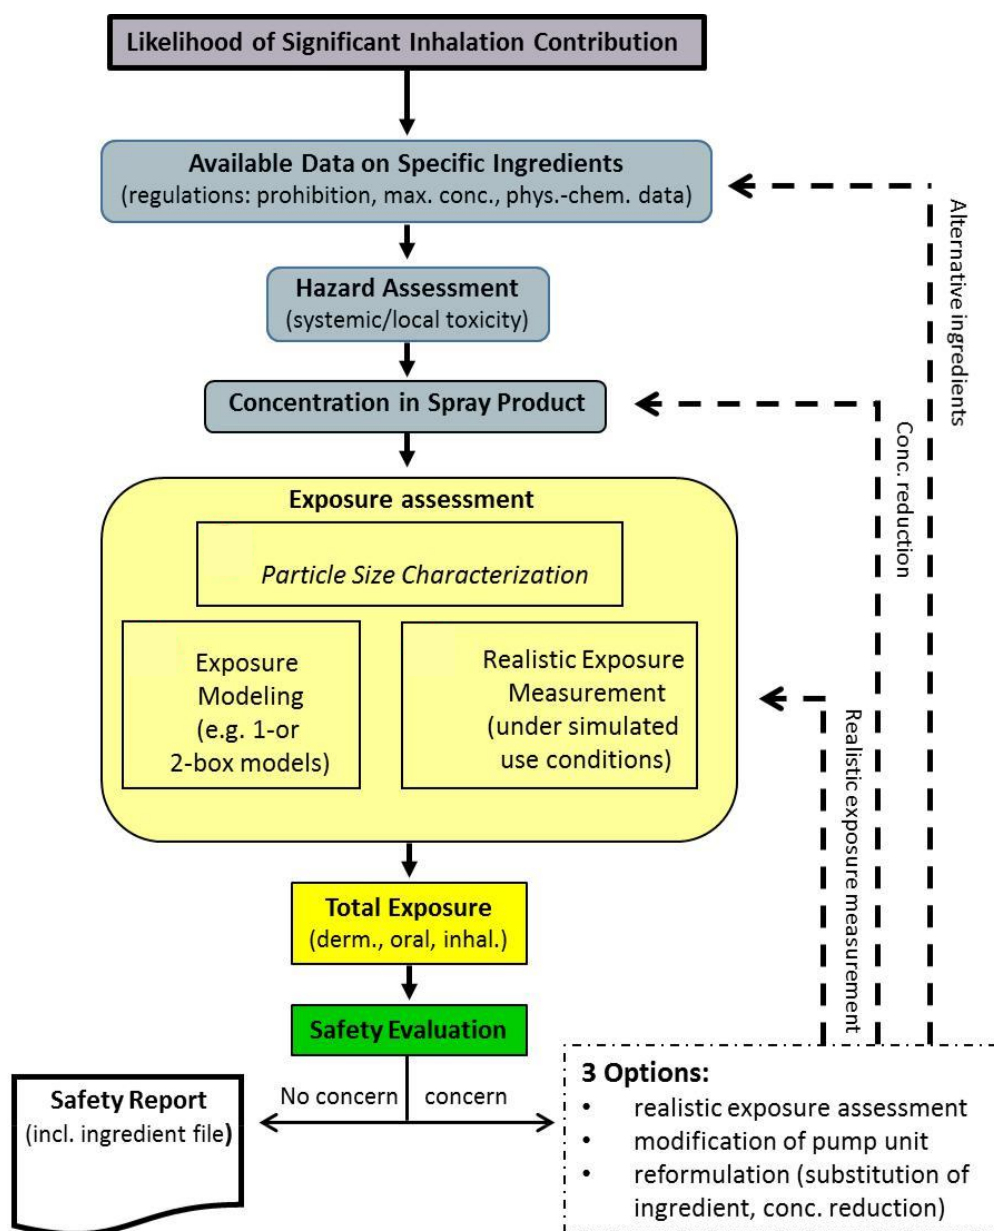 Likelihood of Significant Inhalation Contribution
Available Data on Specific Ingredients
(regulations: prohibition, max. conc., phys.-chem. data)
Hazard Assessment
(systemic/local toxicity)
Concentration in Spray Product
Exposure assessment
Particle Size Characterization
Exposure
Modeling
(e.g. 1-or
2-box models)
Realistic Exposure
Measurement
(under simulated
use conditions)
Total Exposure
(derm., oral, inhal.)
Safety Evaluation
No concern
concern
Safety Report
(incl. ingredient file)
3 Options:
• realistic exposure assessment
• modification of pump unit
• reformulation (substitution of
ingredient, conc. reduction)
Realistic exposure measurement
Conc. reduction
Alternative ingredients